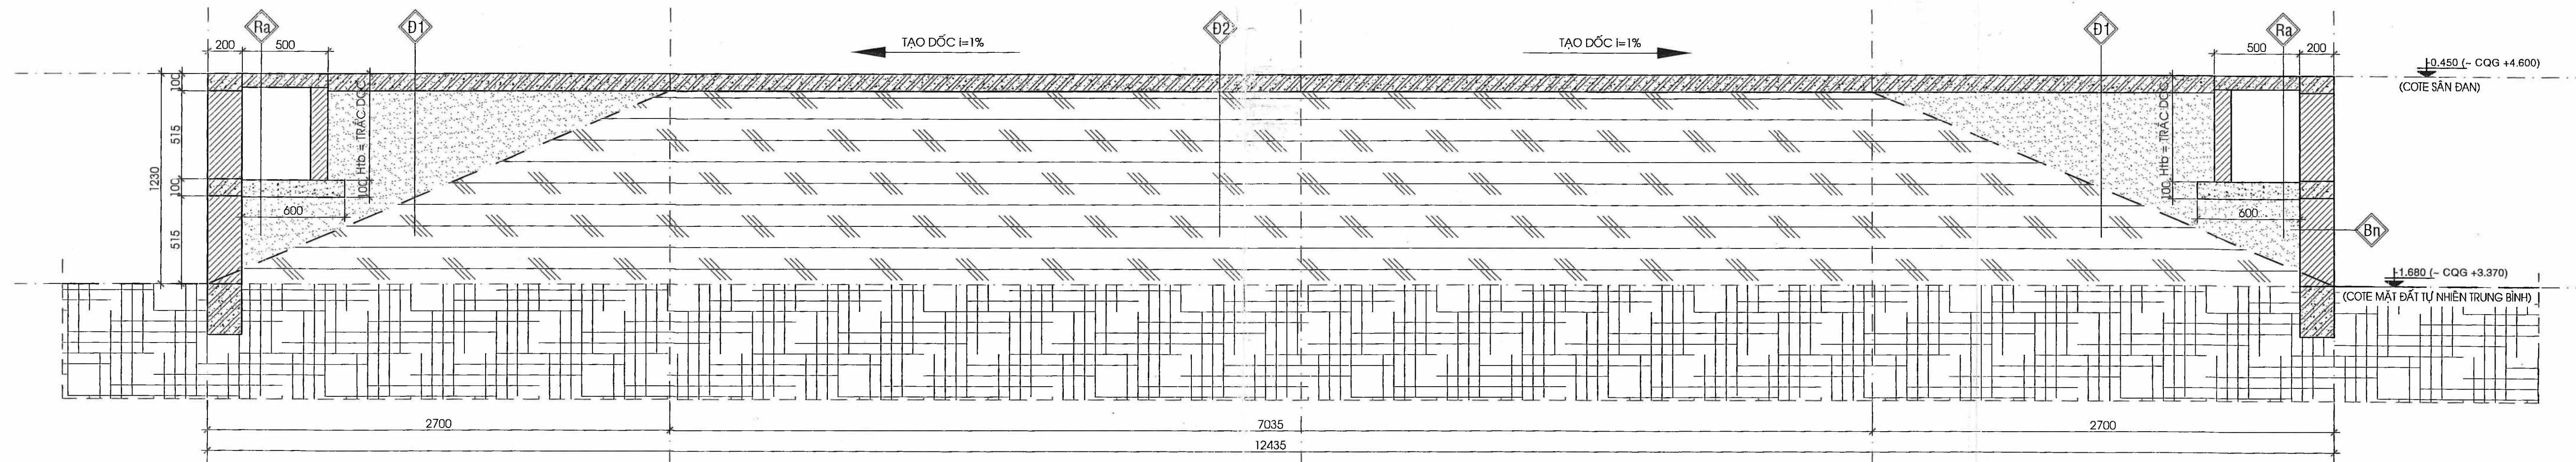 Ra
Đ1
Đ2
Đ1
Ra
200
500
TẠO DỐC i=1%
TẠO DỐC i=1%
500
200
-0.450 (~ CQG +4.600)
(COTE SÂN ĐAN)
100
515
1230
100
515
600
100 Htb = TRẮC DỌC
100 Htb = TRẮC DỌC
600
Bn
-1.680 (~ CQG +3.370)
(COTE MẶT ĐẤT TỰ NHIÊN TRUNG BÌNH)
2700
7035
2700
12435